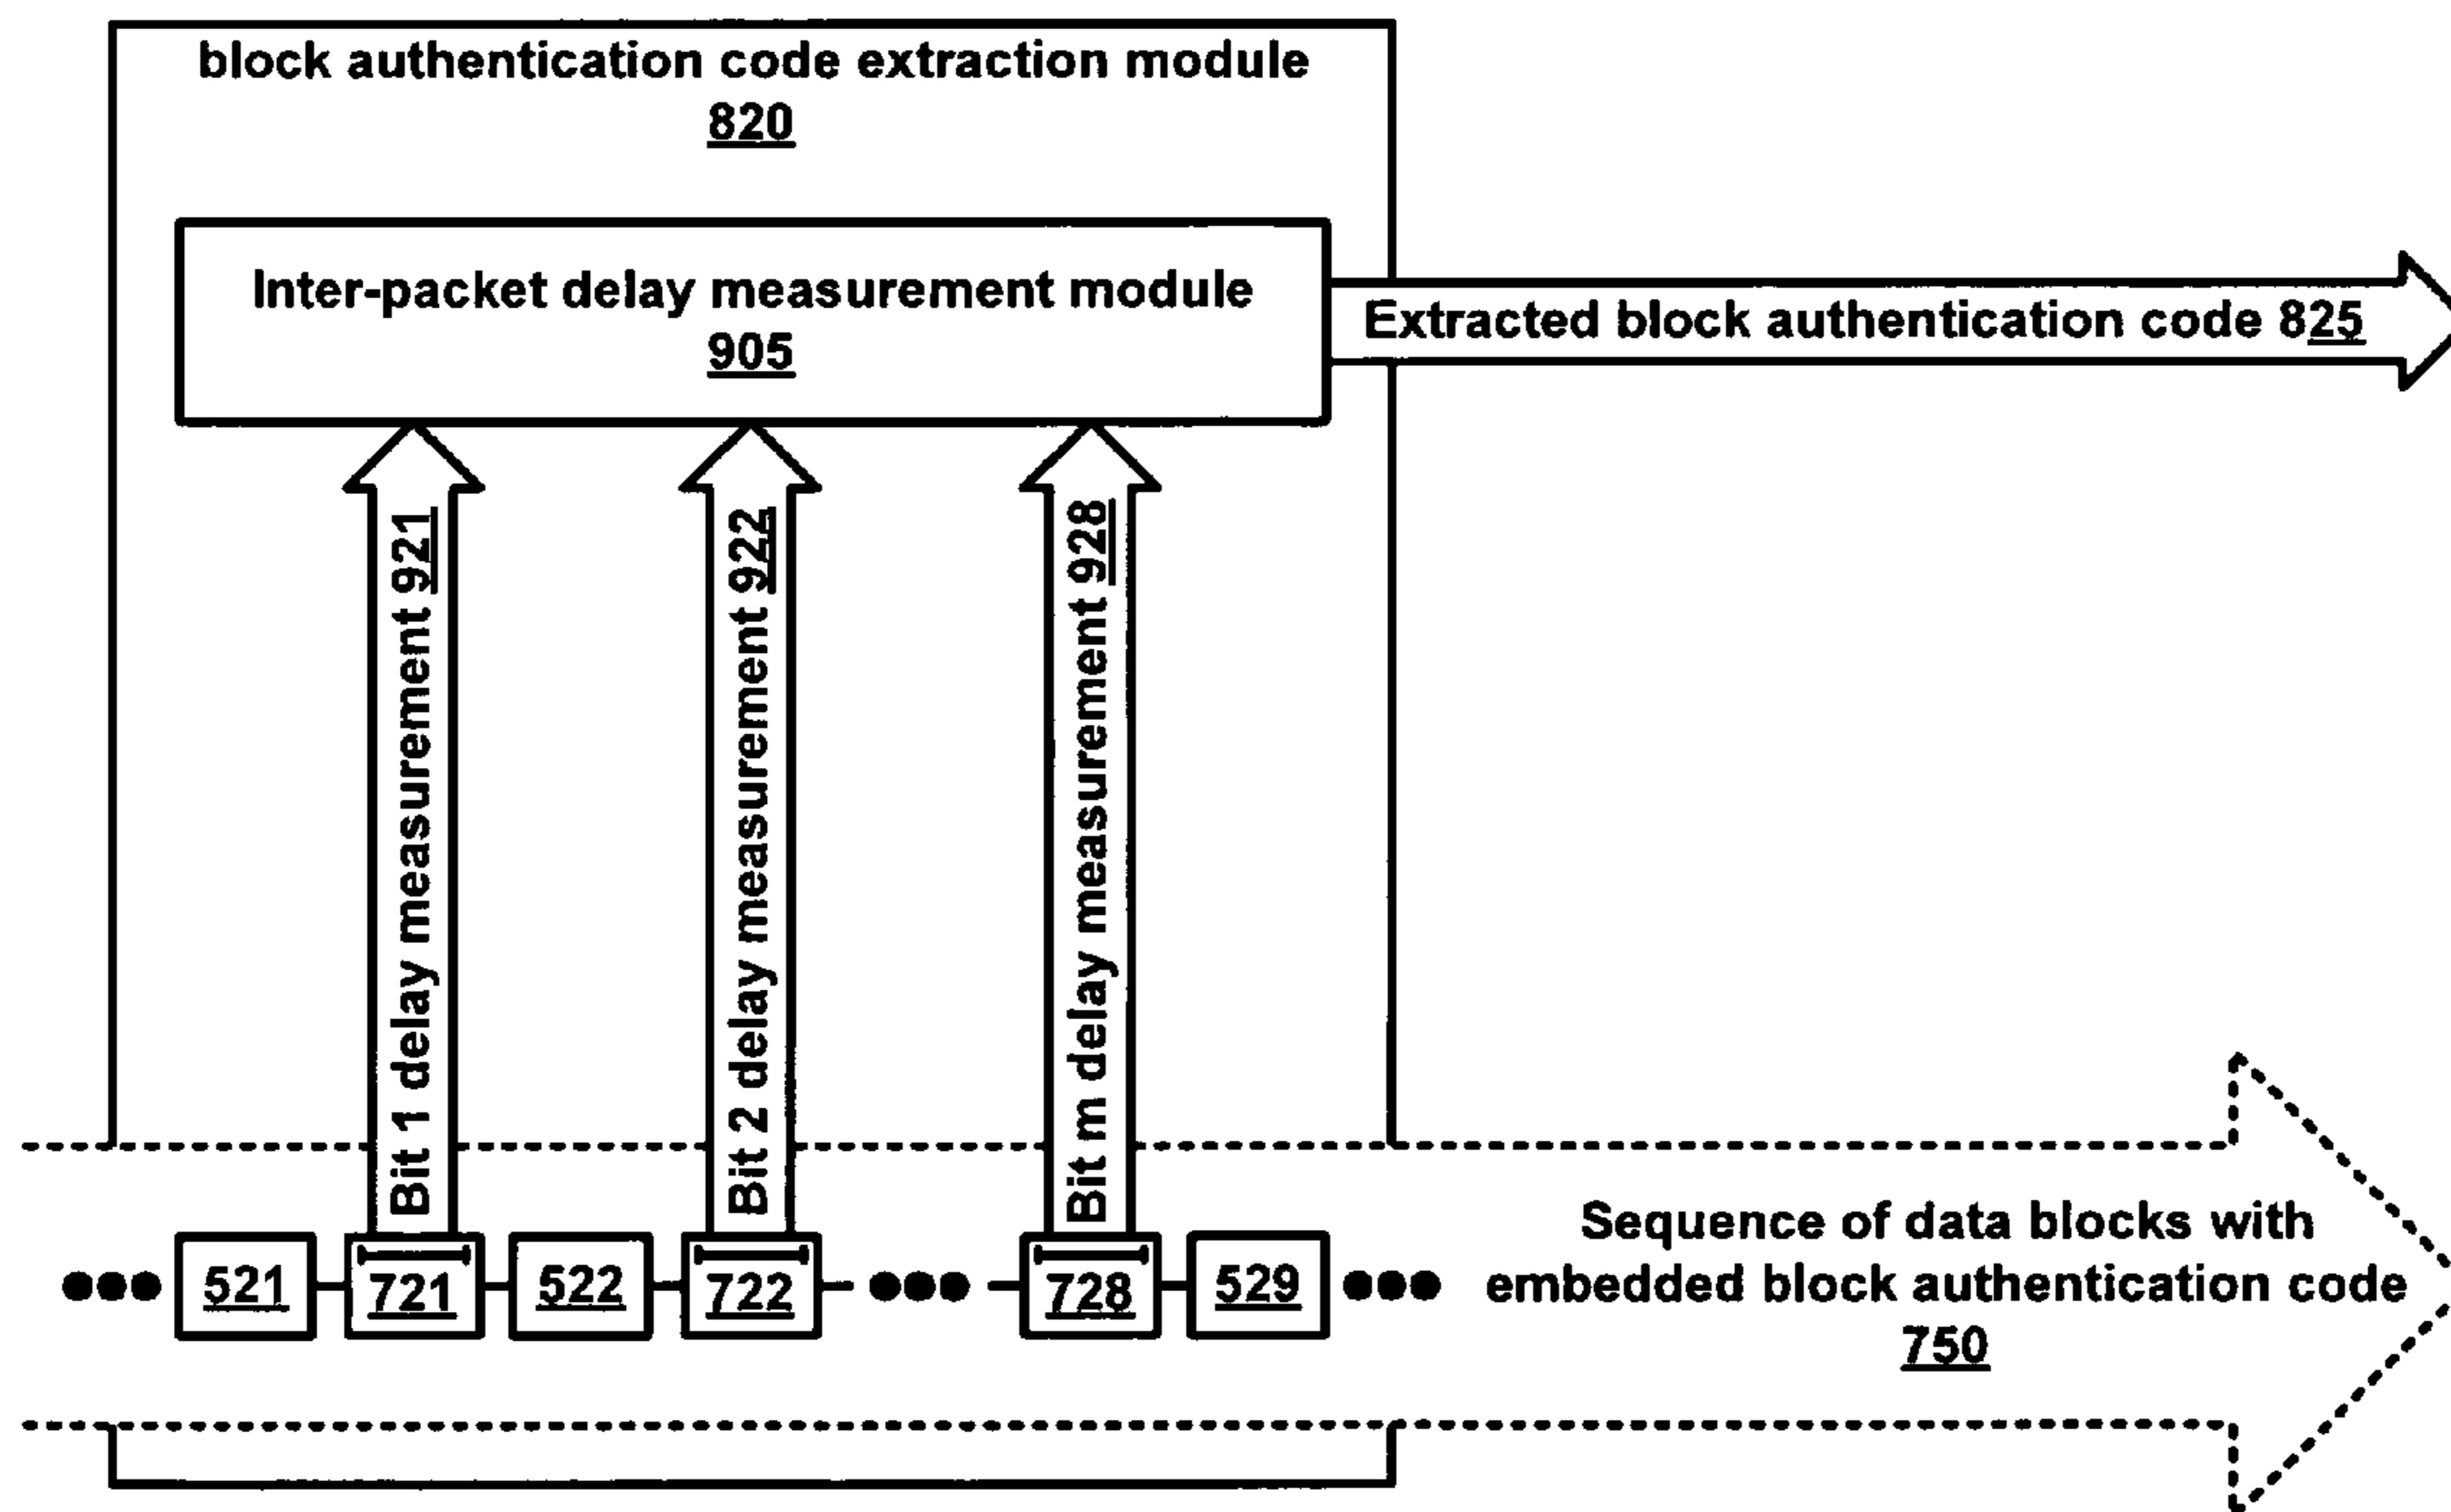 block authentication code extraction module
820
Inter-packet delay measurement module
905
Extracted block authentication code 825
Bit 1 delay measurement 921
Bit 2 delay measurement 922
Bit m delay measurement 928
521
721
522
722
728
529
Sequence of data blocks with
embedded block authentication code
750